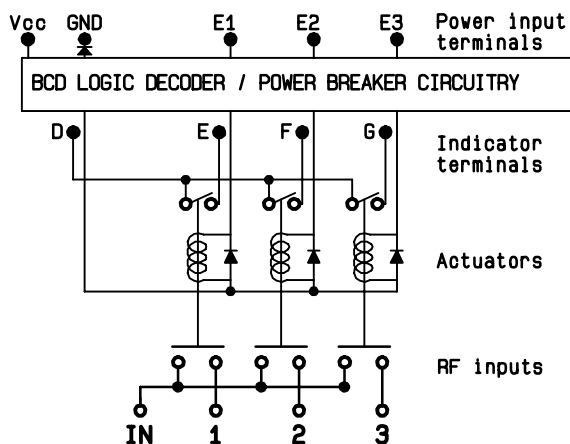 Vcc GND E1 E2 E3 Power input
terminals
BCD LOGIC DECODER / POWER BREAKER CIRCUITRY
D E F G Indicator
terminals
Actuators
RF inputs
IN 1 2 3